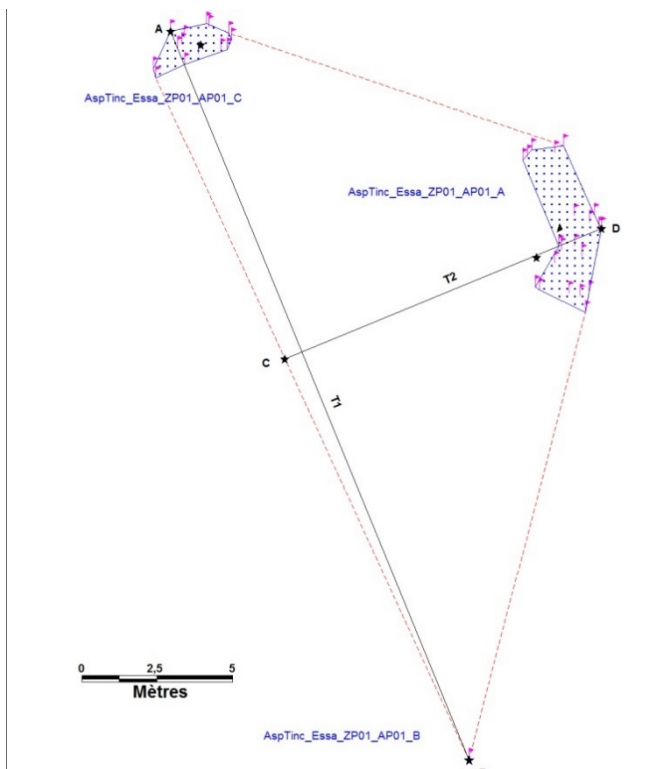 A
AspTinc_Essa_ZP01_AP01_C
AspTinc_Essa_ZP01_AP01_A
D
T2
C
T1
0 2,5 5
Mètres
AspTinc_Essa_ZP01_AP01_B